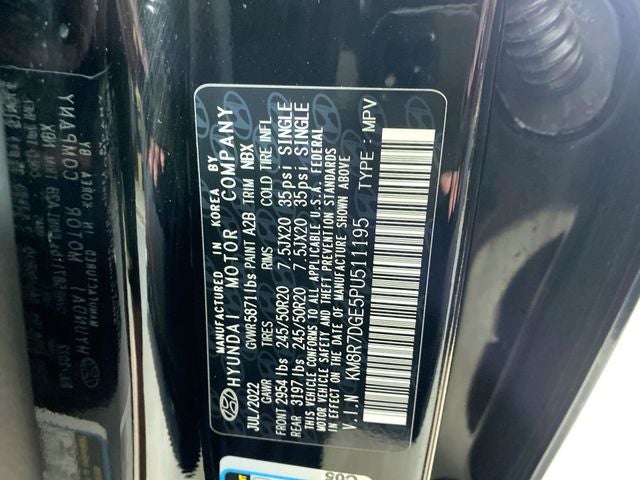 MANUFACTURED IN KOREA BY
HYUNDAI MOTOR COMPANY
JUL/2022 GVWR5871lbs PAINT A2B TRIM NBX
GAWR TIRES RIMS COLD TIRE INFL
FRONT 2954 lbs 245/50R20 7.5JX20 35psi SINGLE
REAR 3197 lbs 245/50R20 7.5JX20 35psi SINGLE
THIS VEHICLE CONFORMS TO ALL APPLICABLE U.S.A. FEDERAL
MOTOR VEHICLE SAFETY AND THEFT PREVENTION STANDARDS
IN EFFECT ON THE DATE OF MANUFACTURE SHOWN ABOVE
V.I.N KM8R7DGE5PU511195 TYPE: MPV
C05